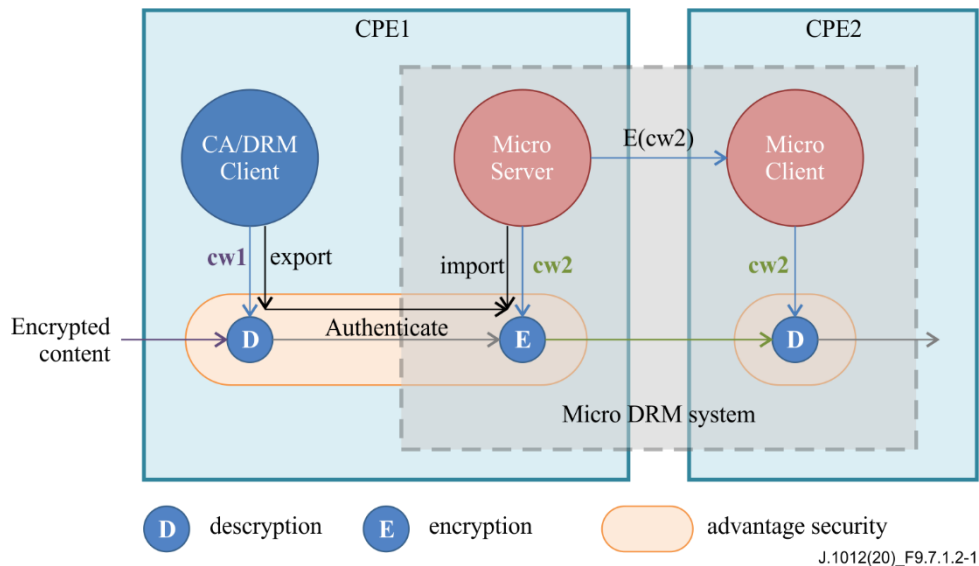 CPE1
CPE2
CA/DRM
Client
Micro
Server
E(cw2)
Micro
Client
cw1
export
import
cw2
cw2
Encrypted
content
D
Authenticate
E
D
Micro DRM system
D
descryption
E
encryption
advantage security
J.1012(20)_F9.7.1.2-1